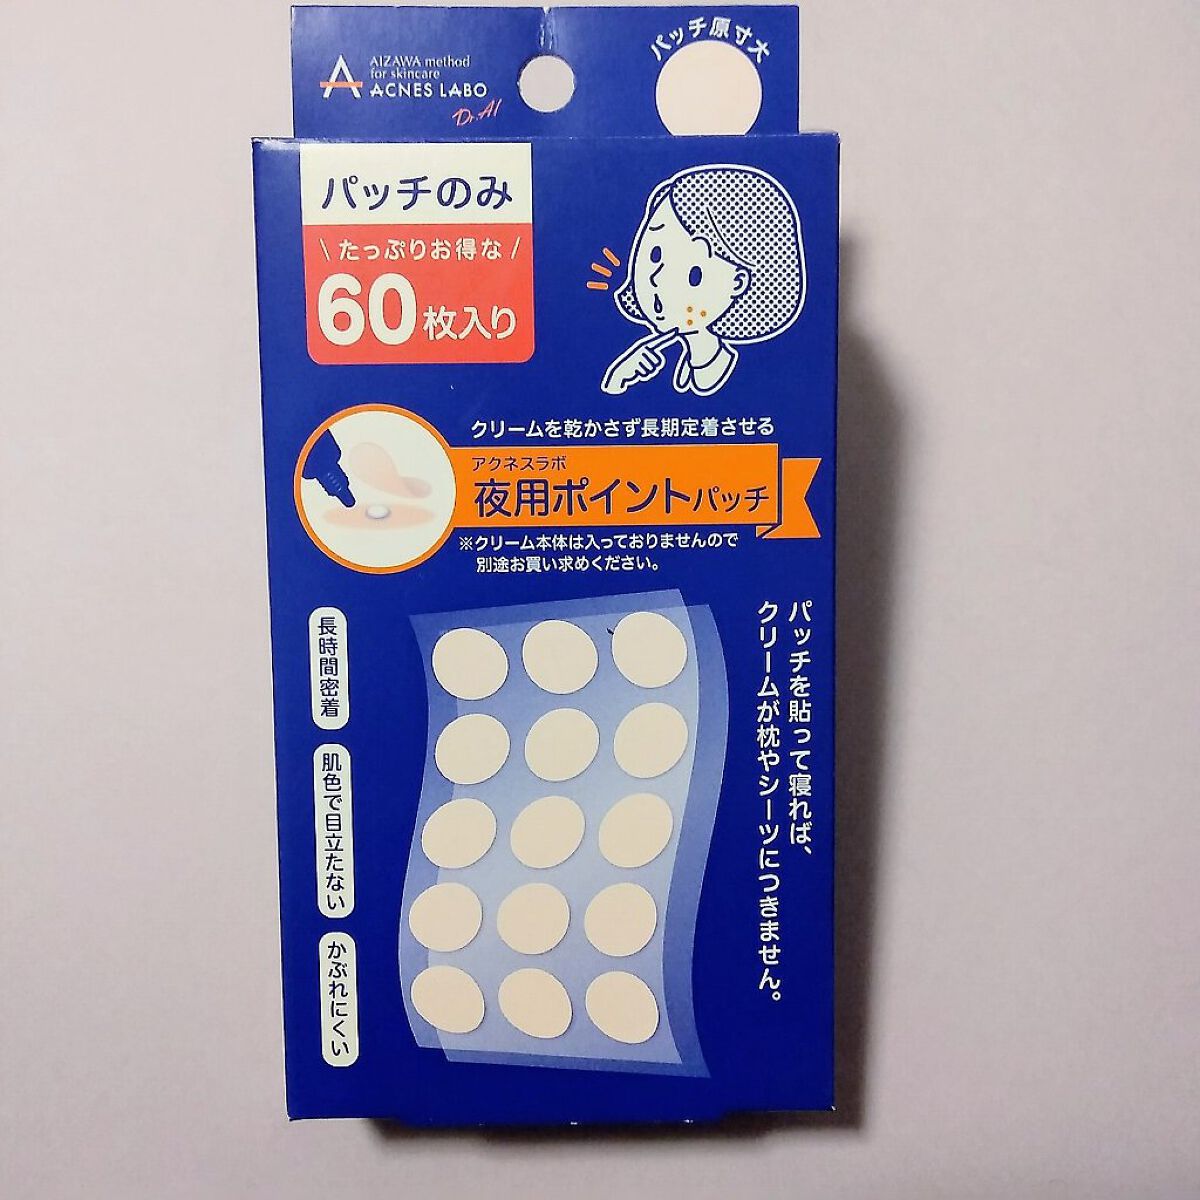 AIZAWA method
for skincare
ACNES LABO
Dr.AI
パッチ原寸大
パッチのみ
\ たっぷりお得な /
60枚入り
クリームを乾かさず長期定着させる
アクネスラボ
夜用ポイントパッチ
※クリーム本体は入っておりませんので
別途お買い求めください。
長時間密着
肌色で目立たない
かぶれにくい
パッチを貼って寝れば、
クリームが枕やシーツにつきません。